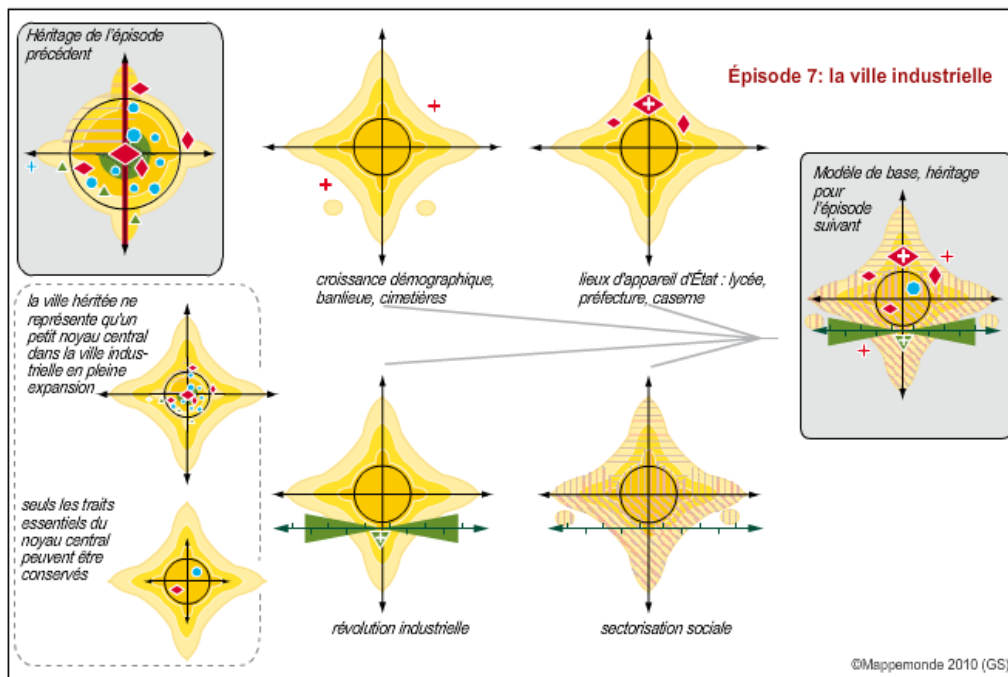 Héritage de l'épisode
précédent
Épisode 7: la ville industrielle
Modèle de base, héritage
pour
l'épisode
suivant
croissance démographique,
banlieue, cimetières
lieux d'appareil d'État : lycée,
préfecture, caserne
la ville héritée ne
représente qu'un
petit noyau central
dans la ville indus-
trielle en pleine
expansion
seuls les traits
essentiels du
noyau central
peuvent être
conservés
révolution industrielle
sectorisation sociale
©Mappemonde 2010 (GS)